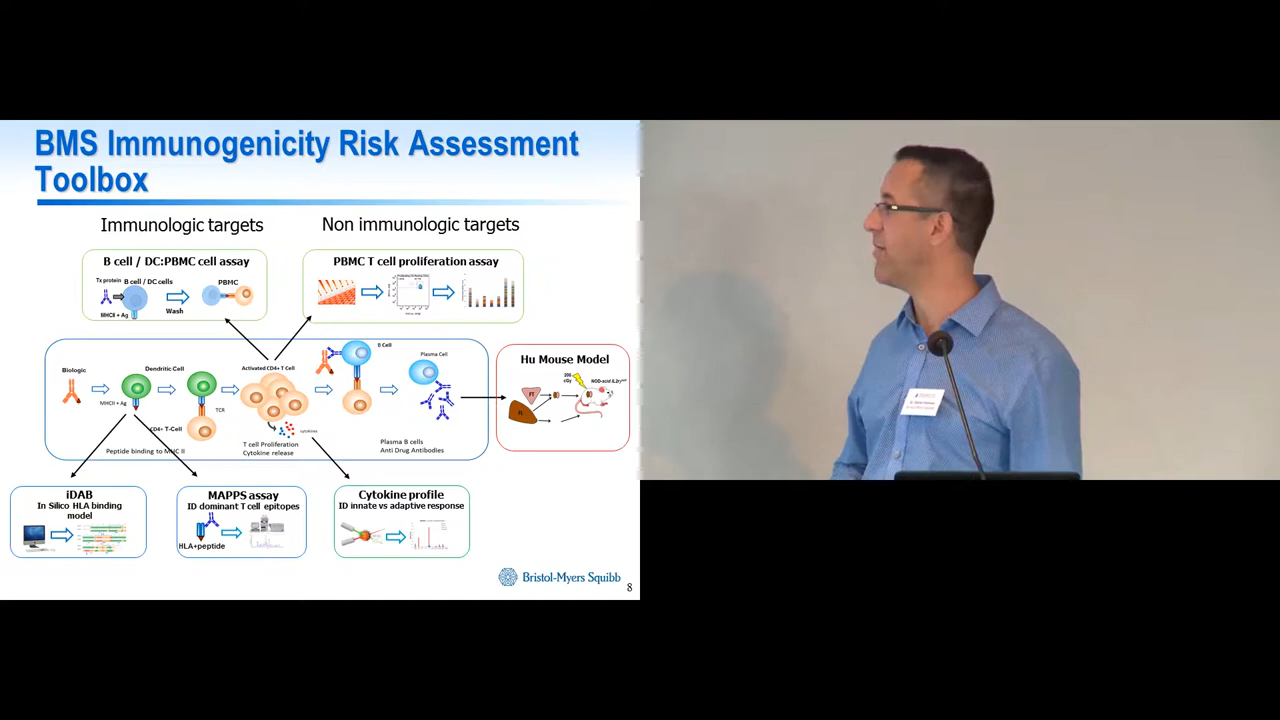 BMS Immunogenicity Risk Assessment
Toolbox
Immunologic targets
Non immunologic targets
B cell / DC:PBMC cell assay
Tx protein
B cell / DC cells
PBMC
MHCII + Ag
Wash
PBMC T cell proliferation assay
Biologic
MHCII + Ag
Dendritic Cell
TCR
CD4+ T-Cell
Peptide binding to MHC II
Activated CD4+ T Cell
cytokines
T cell Proliferation
Cytokine release
B Cell
Plasma Cell
Plasma B cells
Anti Drug Antibodies
Hu Mouse Model
200
cGy
FT
FL
iDAB
In Silico HLA binding
model
MAPPS assay
ID dominant T cell epitopes
HLA+peptide
Cytokine profile
ID innate vs adaptive response
Bristol-Myers Squibb
8